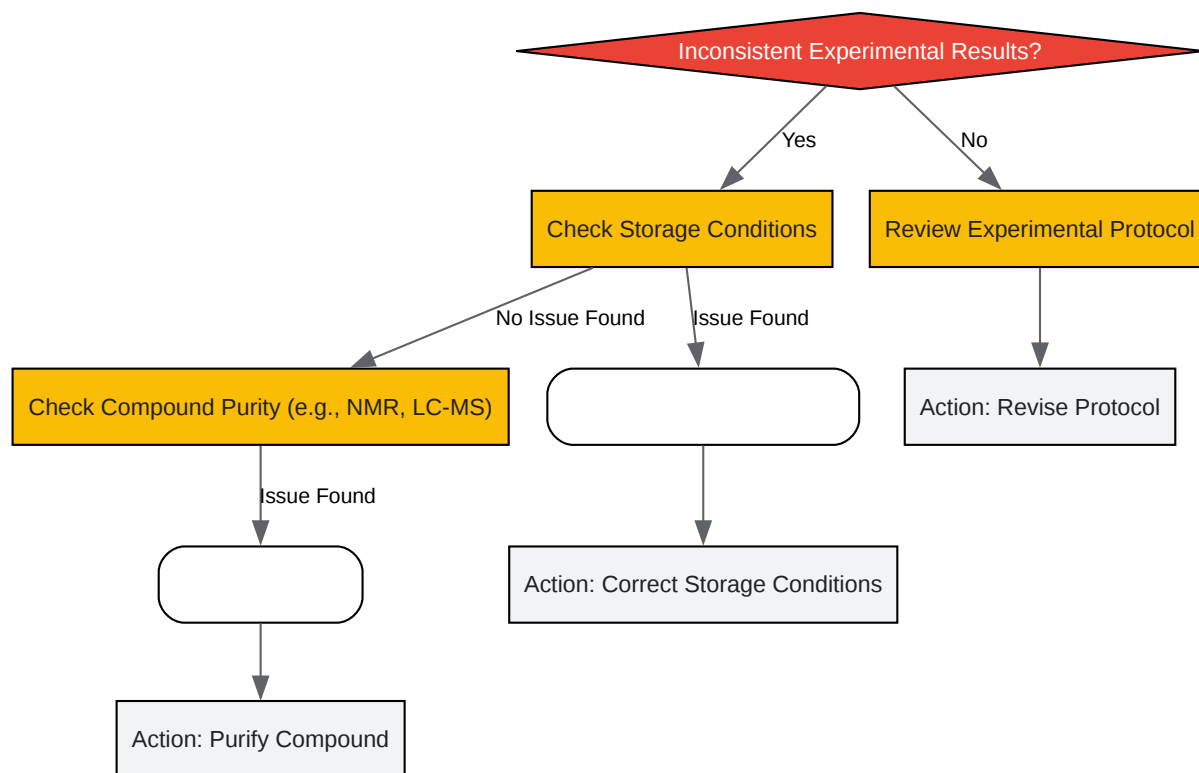 Inconsistent Experimental Results?
Yes
No
Check Storage Conditions
Review Experimental Protocol
No Issue Found
Issue Found
Check Compound Purity (e.g., NMR, LC-MS)
Action: Revise Protocol
Issue Found
Action: Correct Storage Conditions
Action: Purify Compound